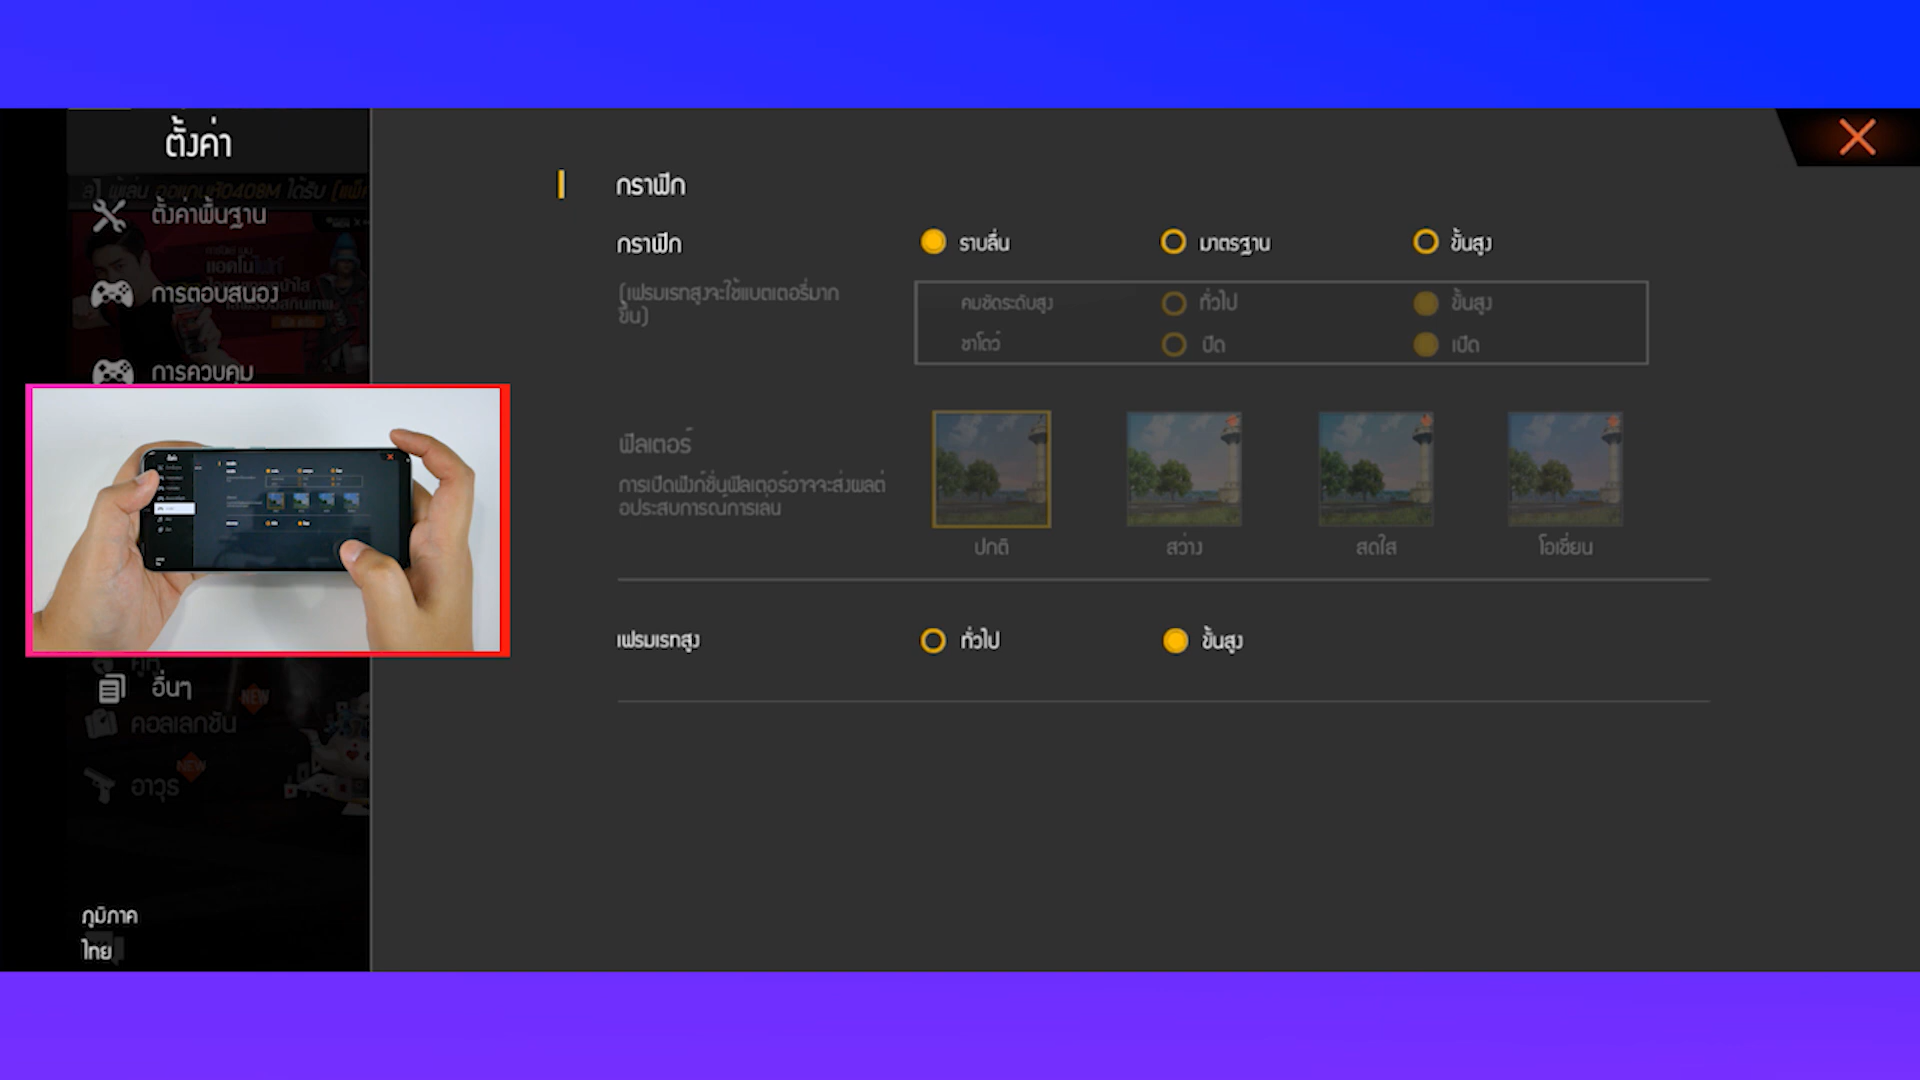 ตั้งค่า
ตั้งค่าพื้นฐาน
การตอบสนอง
การควบคุม
อื่นๆ
NEW
คอลเลกชัน
NEW
อาวุธ
ภูมิภาค
ไทย
กราฟิก
กราฟิก
ราบลื่น
มาตรฐาน
ขั้นสูง
(เฟรมเรทสูงจะใช้แบตเตอรี่มาก
ขึ้น)
คมชัดระดับสูง
ทั่วไป
ขั้นสูง
ชาโดว์
ปิด
เปิด
ฟิลเตอร์
การเปิดฟังก์ชั่นฟิลเตอร์อาจจะส่งผลต่
อประสบการณ์การเล่น
ปกติ
สว่าง
สดใส
โอเชี่ยน
เฟรมเรทสูง
ทั่วไป
ขั้นสูง